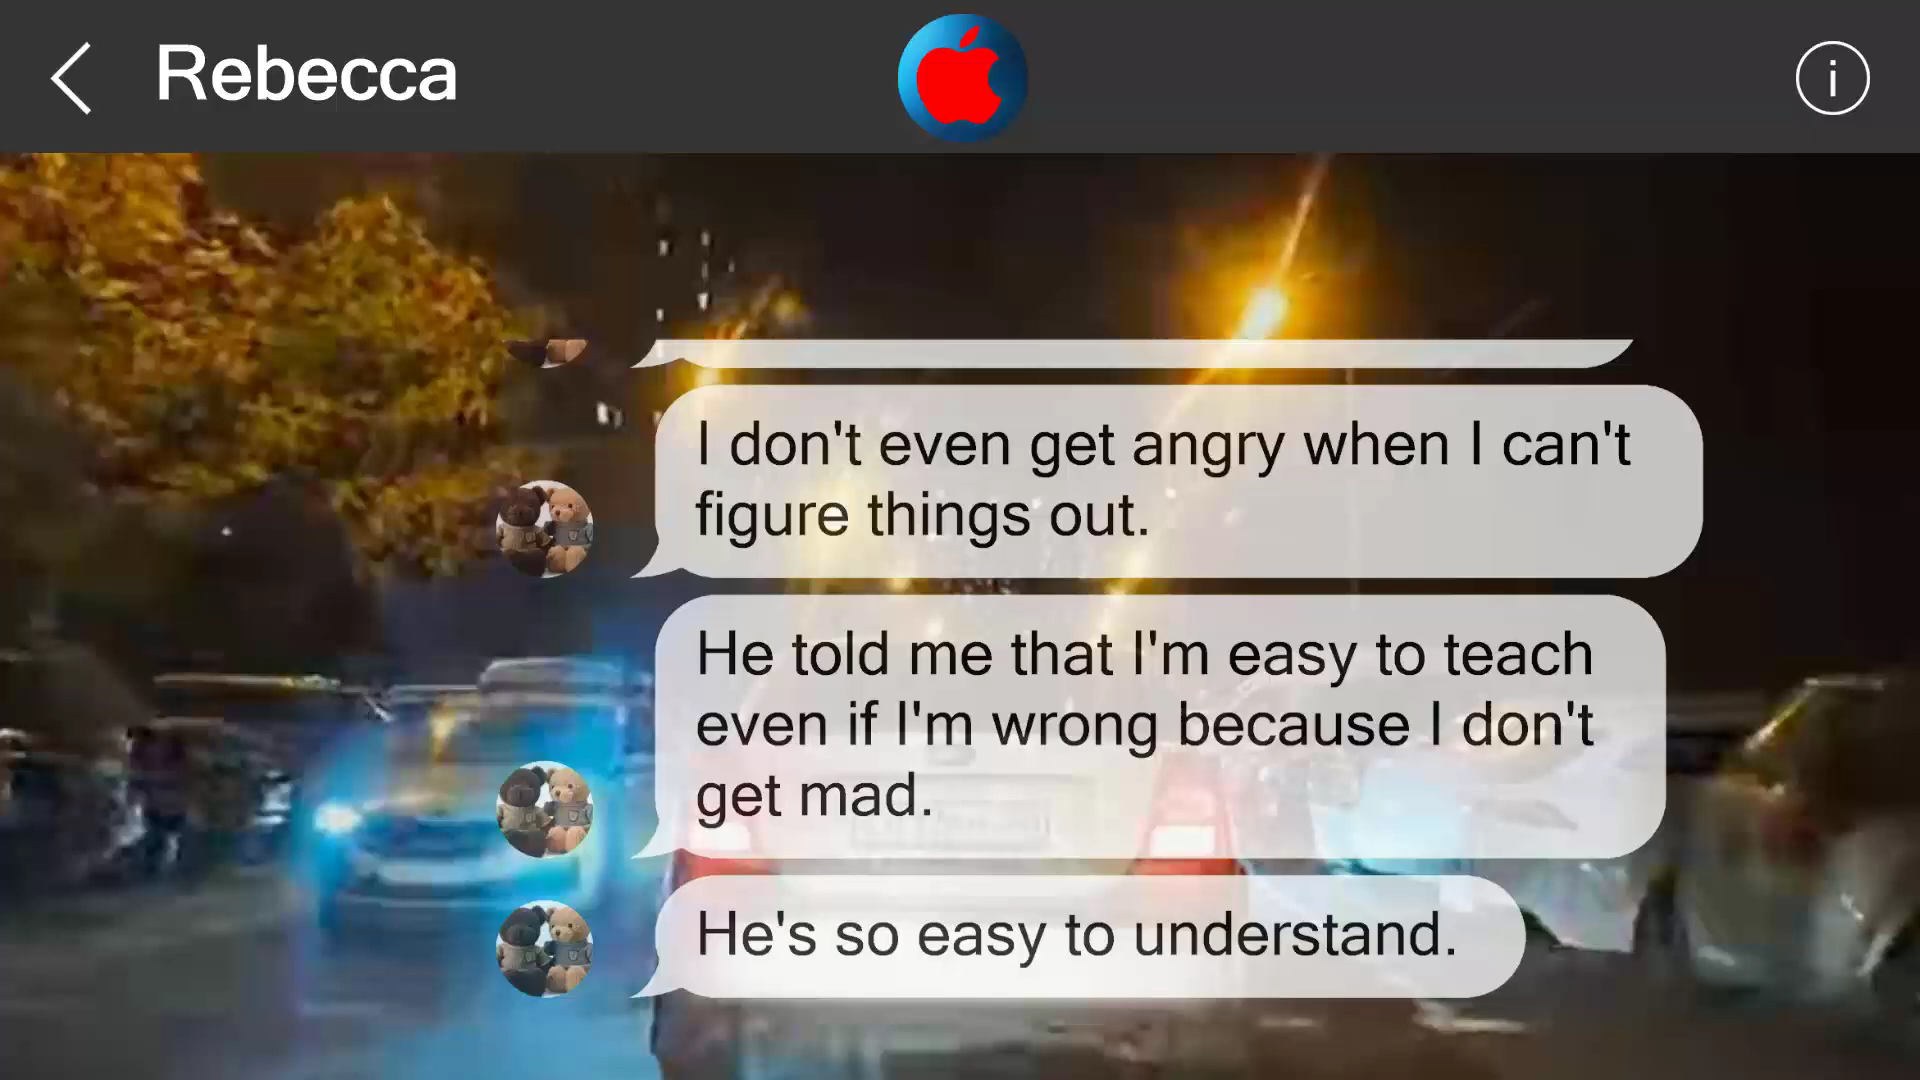 Rebecca
i
I don't even get angry when I can't
figure things out.
He told me that I'm easy to teach
even if I'm wrong because I don't
get mad.
He's so easy to understand.